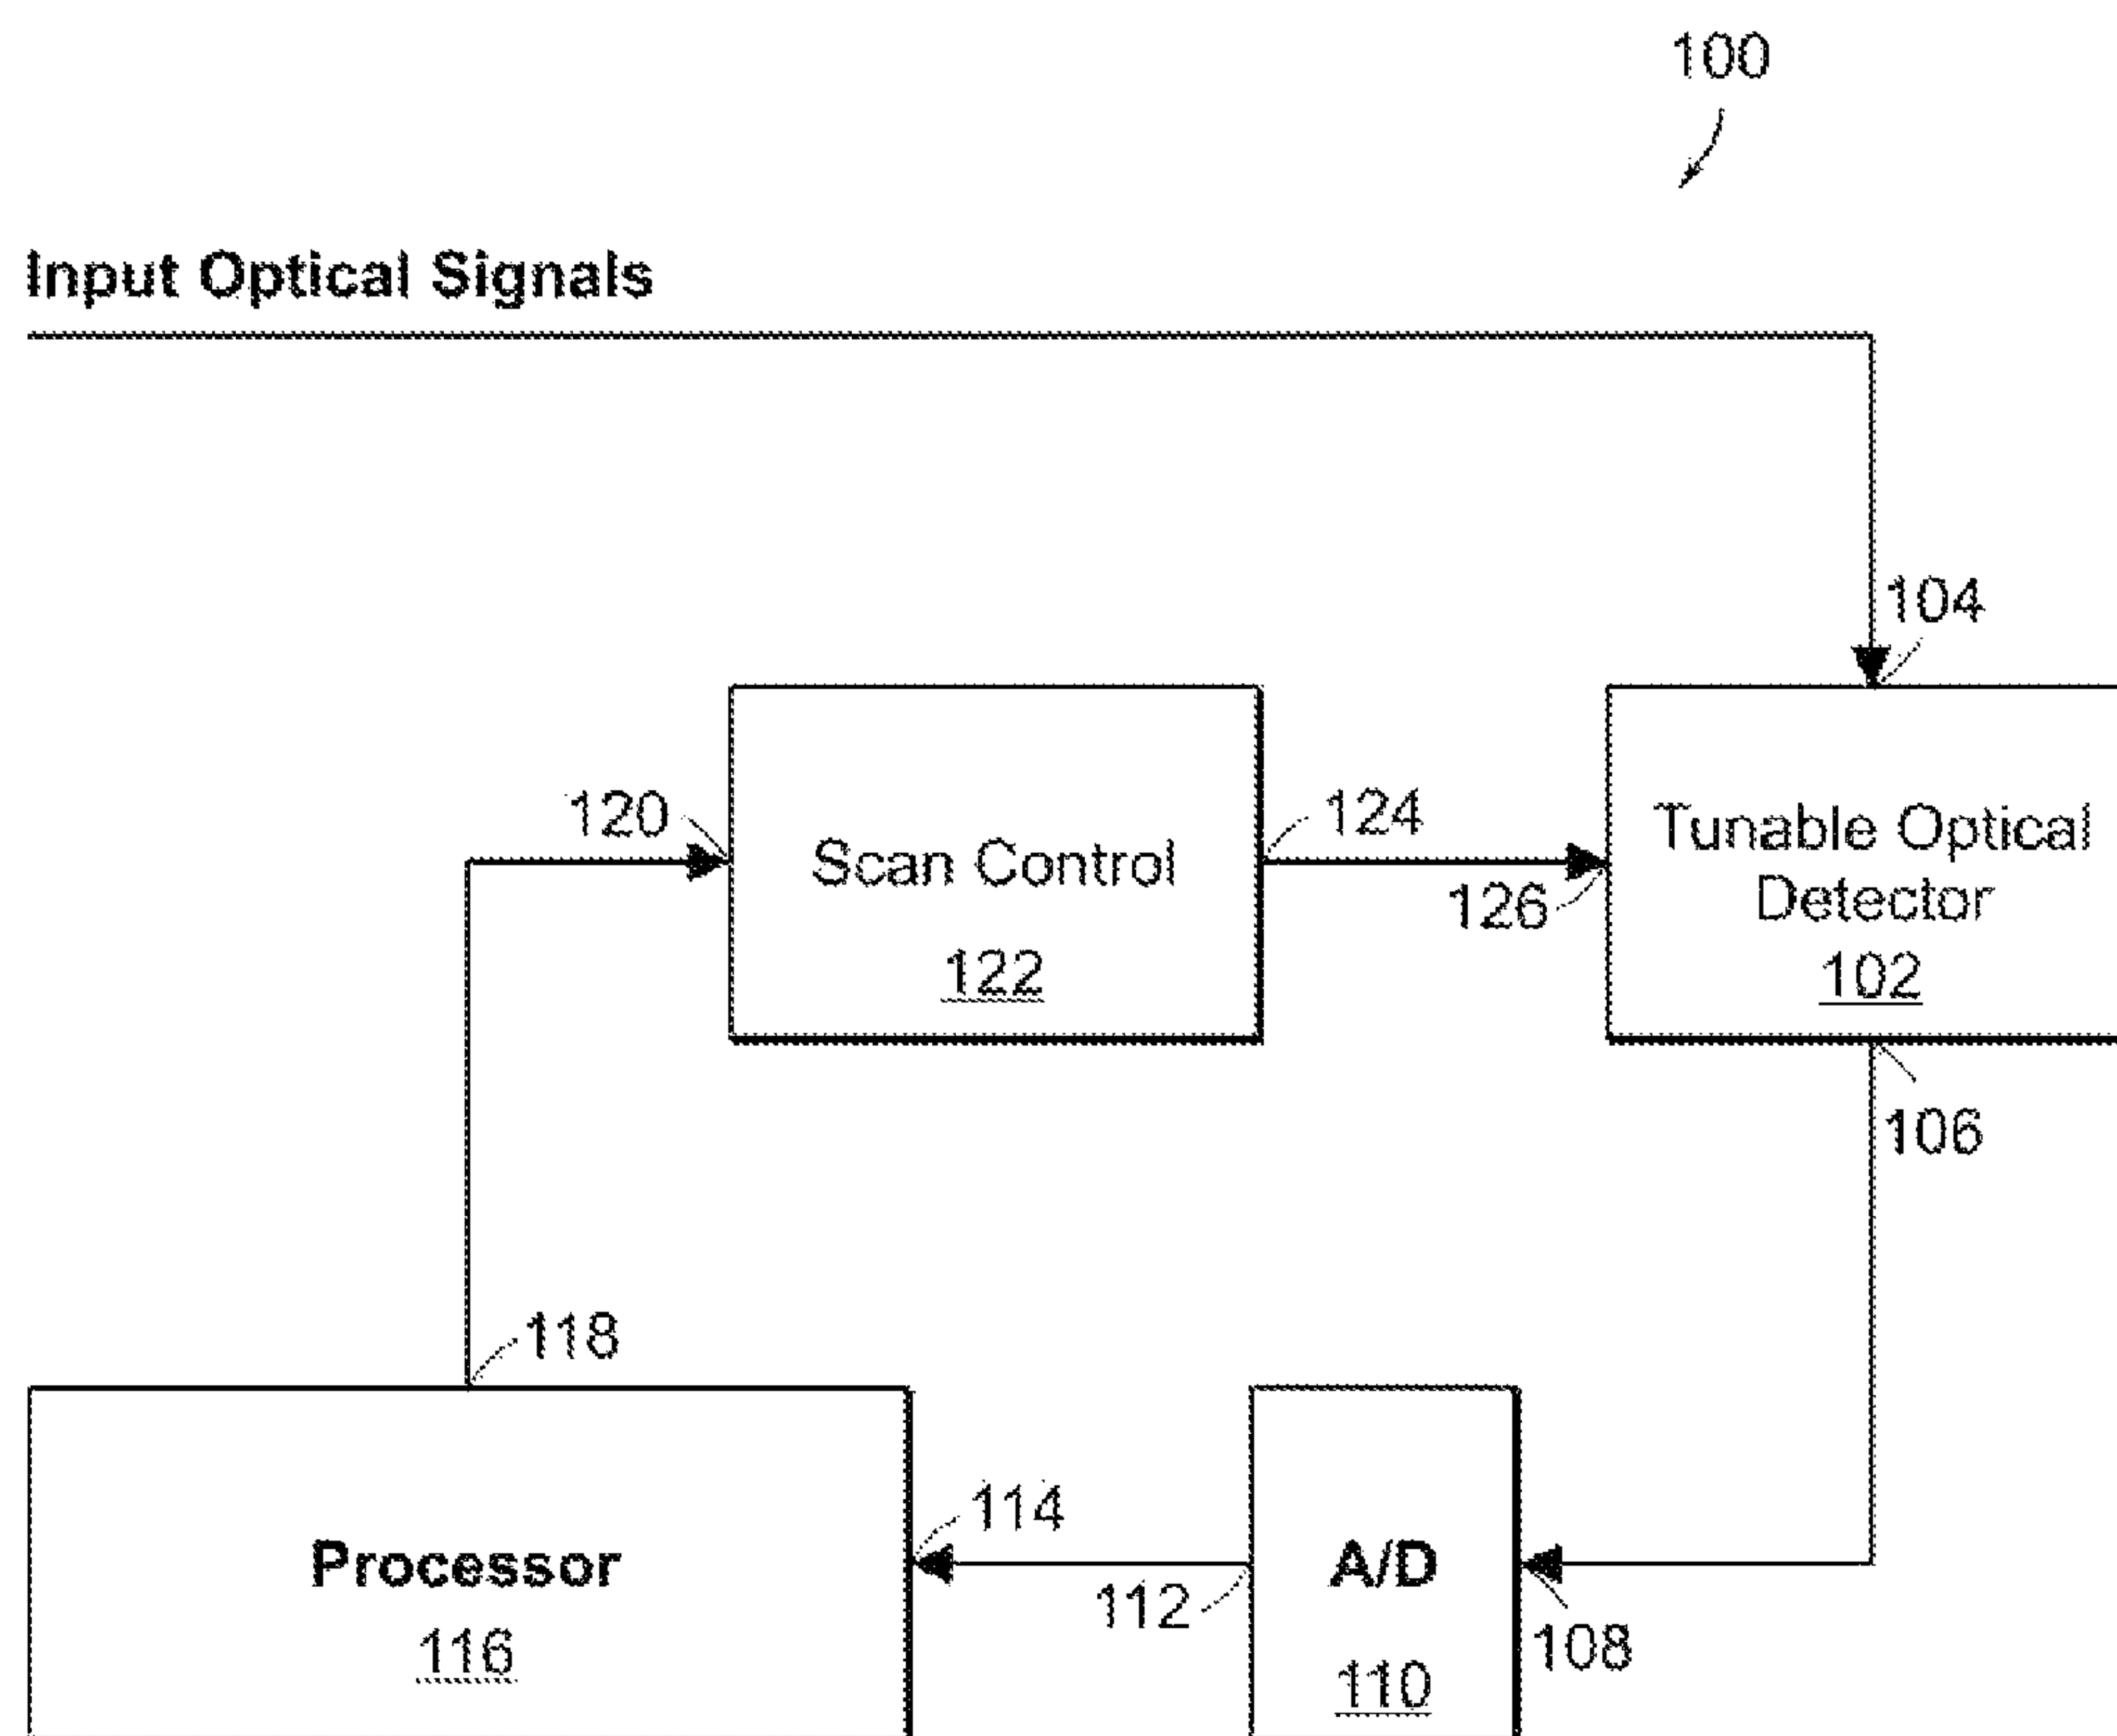 100
Input Optical Signals
104
120
Scan Control
122
124
126
Tunable Optical
Detector
102
106
118
114
Processor
116
112
A/D
110
108